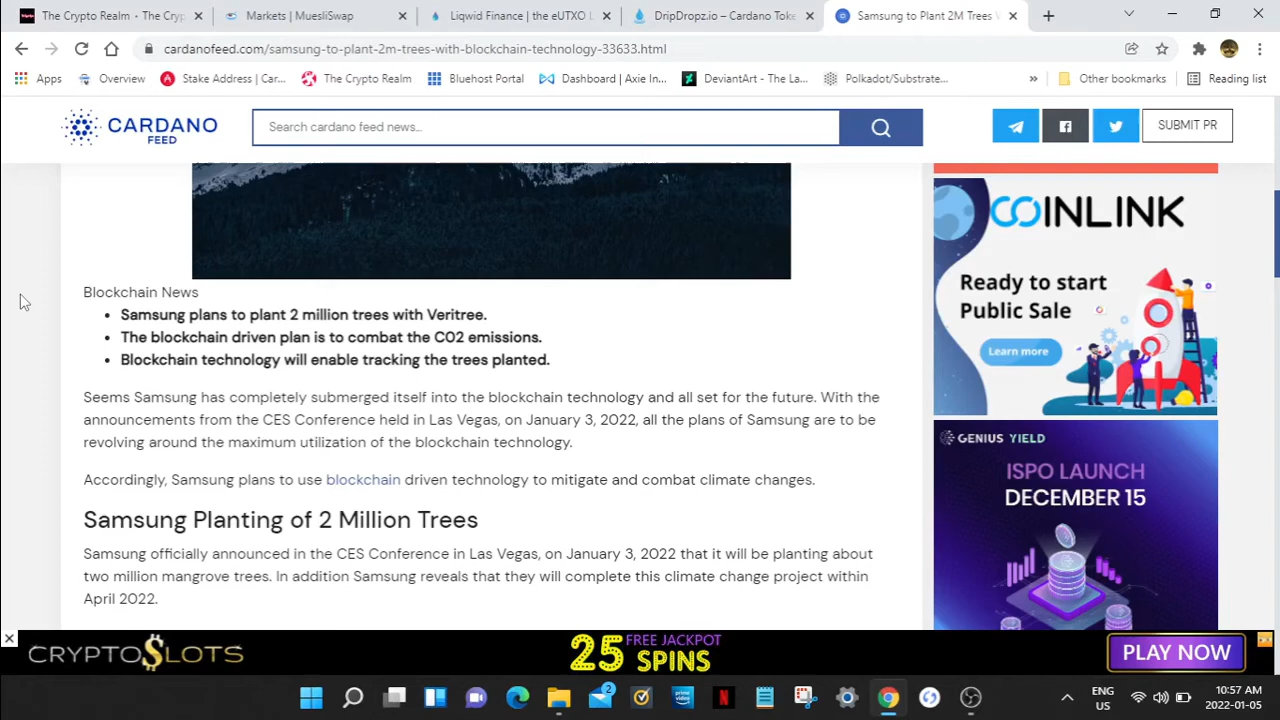 The Crypto Realm • The Cryp
Markets | MuesliSwap
Liqwid Finance | the eUTXO L
DripDropz.io – Cardano Toke
Samsung to Plant 2M Trees W
cardanofeed.com/samsung-to-plant-2m-trees-with-blockchain-technology-33633.html
Apps
Overview
Stake Address | Car...
The Crypto Realm
Bluehost Portal
Dashboard | Axie In...
DeviantArt - The La...
Polkadot/Substrate...
»
Other bookmarks
Reading list
CARDANO
FEED
Search cardano feed news...
SUBMIT PR
COINLINK
Ready to start
Public Sale
Learn more
Blockchain News
• Samsung plans to plant 2 million trees with Veritree.
• The blockchain driven plan is to combat the C02 emissions.
• Blockchain technology will enable tracking the trees planted.
Seems Samsung has completely submerged itself into the blockchain technology and all set for the future. With the
announcements from the CES Conference held in Las Vegas, on January 3, 2022, all the plans of Samsung are to be
revolving around the maximum utilization of the blockchain technology.
Accordingly, Samsung plans to use blockchain driven technology to mitigate and combat climate changes.
Samsung Planting of 2 Million Trees
Samsung officially announced in the CES Conference in Las Vegas, on January 3, 2022 that it will be planting about
two million mangrove trees. In addition Samsung reveals that they will complete this climate change project within
April 2022.
GENIUS YIELD
ISPO LAUNCH
DECEMBER 15
CRYPTO$LOTS
25 FREE JACKPOT
SPINS
PLAY NOW
2
ENG
US
10:57 AM
2022-01-05